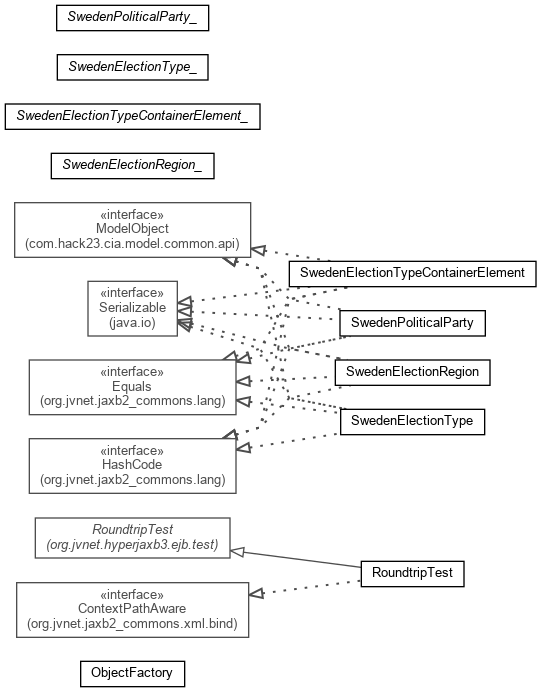 SwedenPoliticalParty_
SwedenElectionType_
SwedenElectionTypeContainerElement_
SwedenElectionRegion_
«interface»
ModelObject
(com.hack23.cia.model.common.api)
SwedenElectionTypeContainerElement
«interface»
Serializable
(java.io)
SwedenPoliticalParty
«interface»
Equals
(org.jvnet.jaxb2_commons.lang)
SwedenElectionRegion
SwedenElectionType
«interface»
HashCode
(org.jvnet.jaxb2_commons.lang)
RoundtripTest
(org.jvnet.hyperjaxb3.ejb.test)
RoundtripTest
«interface»
ContextPathAware
(org.jvnet.jaxb2_commons.xml.bind)
ObjectFactory